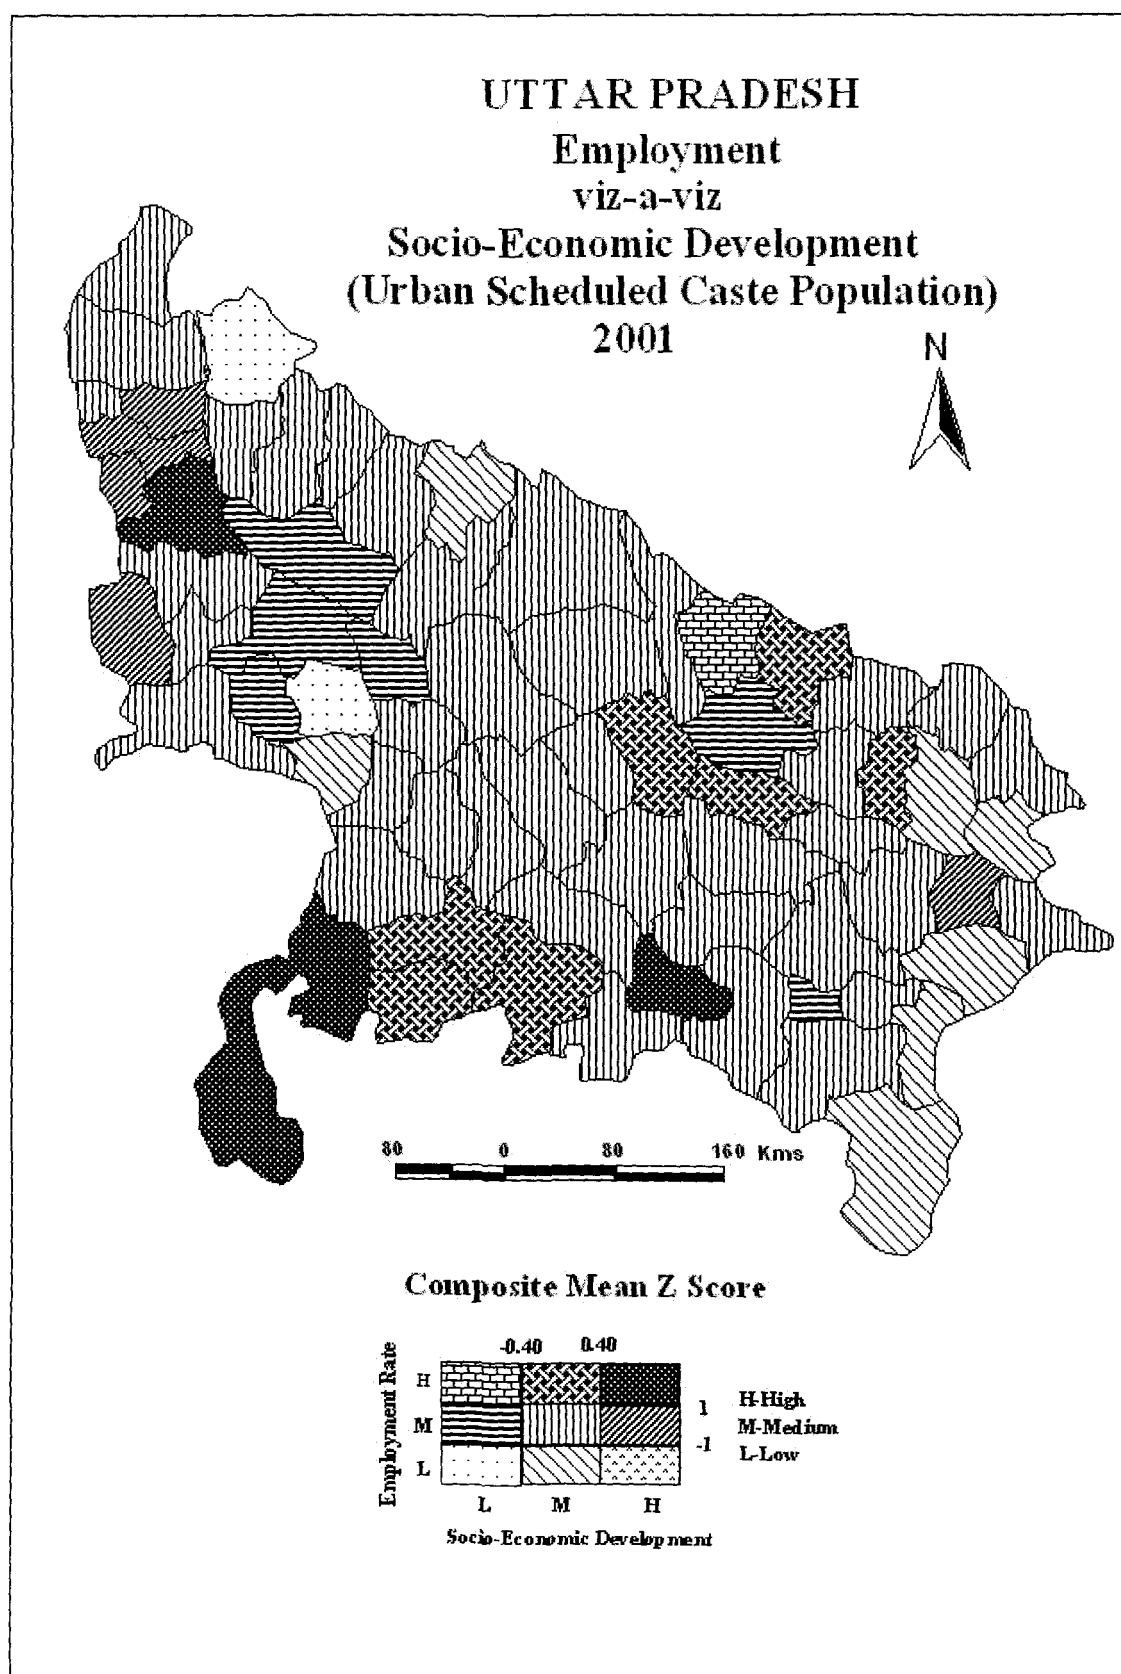 UTTAR PRADESH
Employment
viz-a-viz
Socio-Economic Development
(Urban Scheduled Caste Population)
2001
N
80 0 80 160 Kms
Composite Mean Z Score
-0.40 0.40
Employment Rate
H
M
L
1
-1
H-High
M-Medium
L-Low
L M H
Socio-Economic Development